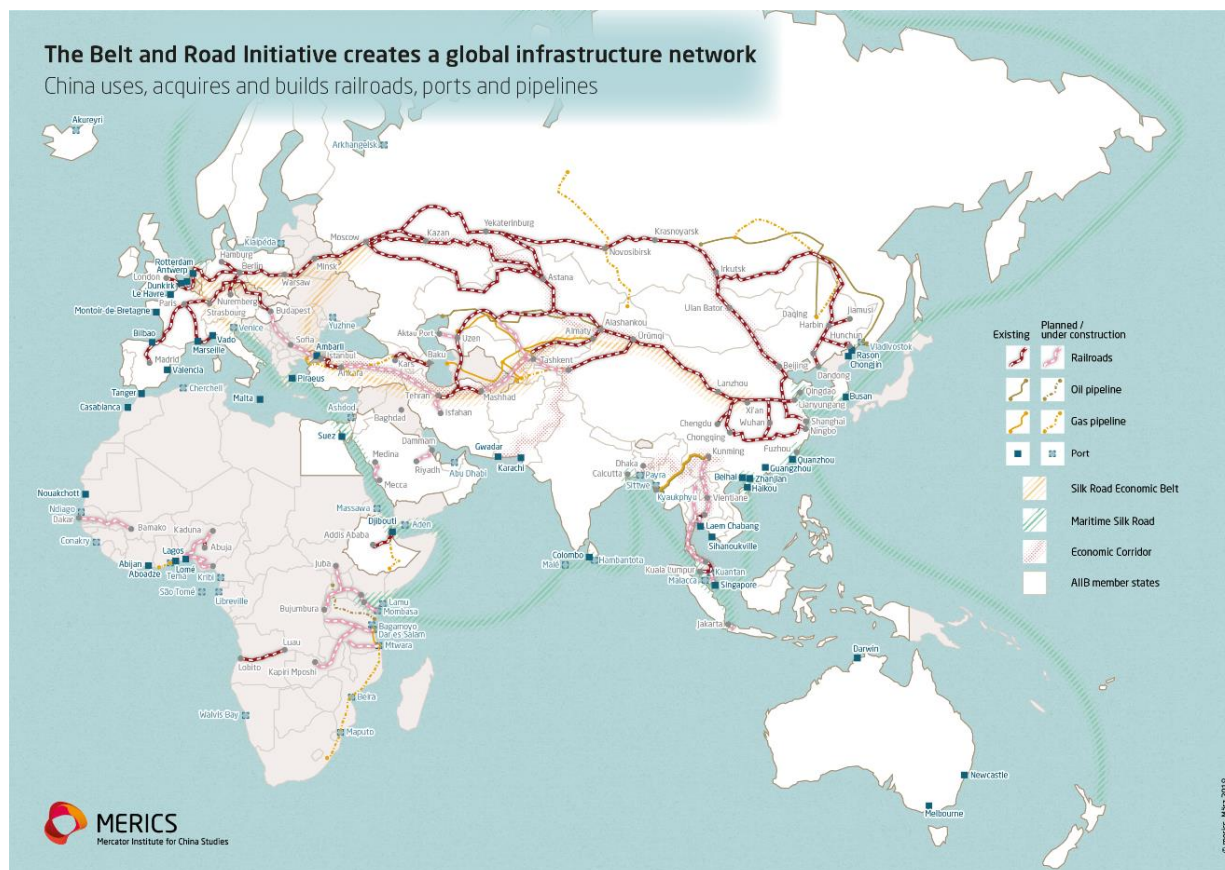 The Belt and Road Initiative creates a global infrastructure network
China uses, acquires and builds railroads, ports and pipelines
Akureyri
Arkhangelsk
Klaipéda
Moscow
Kazan
Yekaterinburg
Krasnoyarsk
Novosibirsk
Irkutsk
Rotterdam
Antwerp
Hamburg
Berlin
London
Dunkirk
Le Havre
Paris
Warsaw
Minsk
Astana
Ulan Bator
Daqing
Harbin
Jiamusi
Montoir-de-Bretagne
Strasbourg
Nuremberg
Budapest
Venice
Yuzhine
Aktau Port
Uzen
Almaty
Alashankou
Ürümqi
Hunchun
Vladivostok
Rason
Chongjin
Bilbao
Madrid
Marseille
Vado
Sofia
Ambarli
Istanbul
Ankara
Kars
Baku
Tashkent
Beijing
Dandong
Valencia
Cherchell
Piraeus
Tehran
Mashhad
Isfahan
Lanzhou
Qingdao
Lianyungang
Busan
Tanger
Casablanca
Malta
Ashdod
Baghdad
Xi'an
Wuhan
Chengdu
Chongqing
Shanghai
Ningbo
Suez
Dammam
Medina
Riyadh
Abu Dhabi
Gwadar
Karachi
Dhaka
Calcutta
Payra
Sittwe
Kyaukphyu
Kunming
Fuzhou
Quanzhou
Guangzhou
Beihai
Zhanjian
Haikou
Vientiane
Mecca
Nouakchott
Ndiago
Dakar
Bamako
Kaduna
Massawa
Djibouti
Aden
Laem Chabang
Sihanoukville
Conakry
Abuja
Lagos
Addis Ababa
Colombo
Hambantota
Malé
Kuala Lumpur
Kuantan
Malacca
Singapore
Abijan
Aboadze
Tema
Lomé
Kribi
São Tomé
Libreville
Juba
Bujumbura
Lamu
Mombasa
Bagamoyo
Dar es-Salam
Mtwara
Jakarta
Luau
Lobito
Kapiri Mposhi
Darwin
Walvis Bay
Beira
Maputo
Newcastle
Melbourne
Existing
Planned /
under construction
Railroads
Oil pipeline
Gas pipeline
Port
Silk Road Economic Belt
Maritime Silk Road
Economic Corridor
AIIB member states
MERICS
Mercator Institute for China Studies